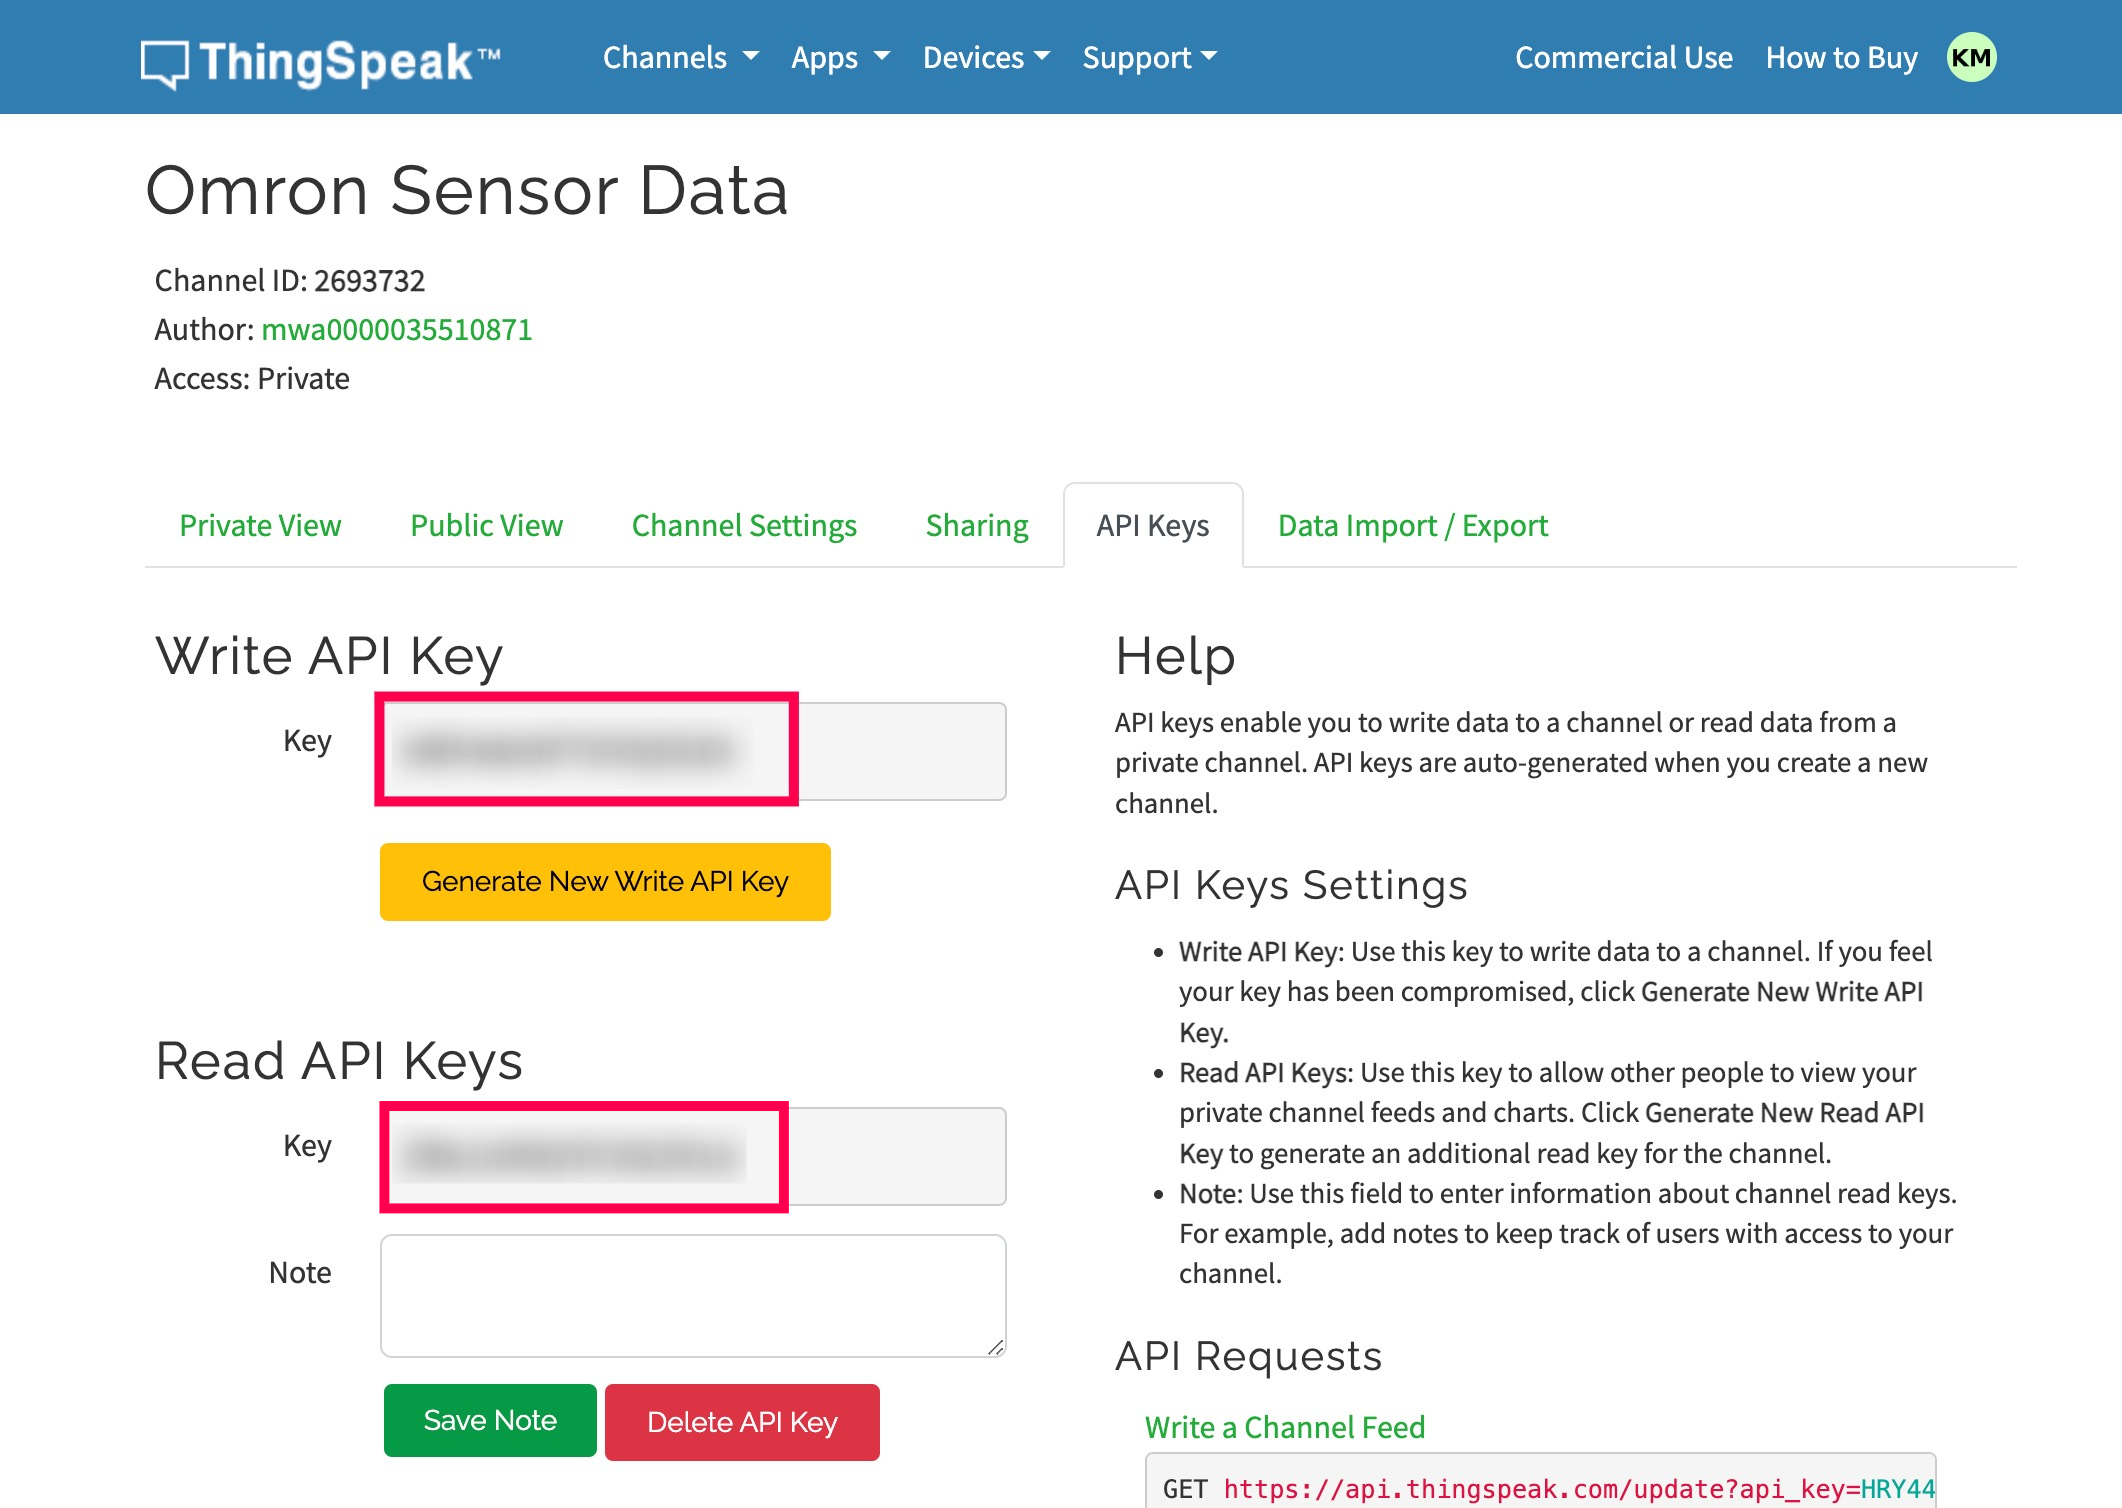 ThingSpeak™
Channels
Apps
Devices
Support
Commercial Use
How to Buy
KM
Omron Sensor Data
Channel ID: 2693732
Author: mwa0000035510871
Access: Private
Private View
Public View
Channel Settings
Sharing
API Keys
Data Import / Export
Write API Key
Key
Generate New Write API Key
Read API Keys
Key
Note
Save Note
Delete API Key
Help
API keys enable you to write data to a channel or read data from a
private channel. API keys are auto-generated when you create a new
channel.
API Keys Settings
• Write API Key: Use this key to write data to a channel. If you feel
your key has been compromised, click Generate New Write API
Key.
• Read API Keys: Use this key to allow other people to view your
private channel feeds and charts. Click Generate New Read API
Key to generate an additional read key for the channel.
• Note: Use this field to enter information about channel read keys.
For example, add notes to keep track of users with access to your
channel.
API Requests
Write a Channel Feed
GET https://api.thingspeak.com/update?api_key=HRY44